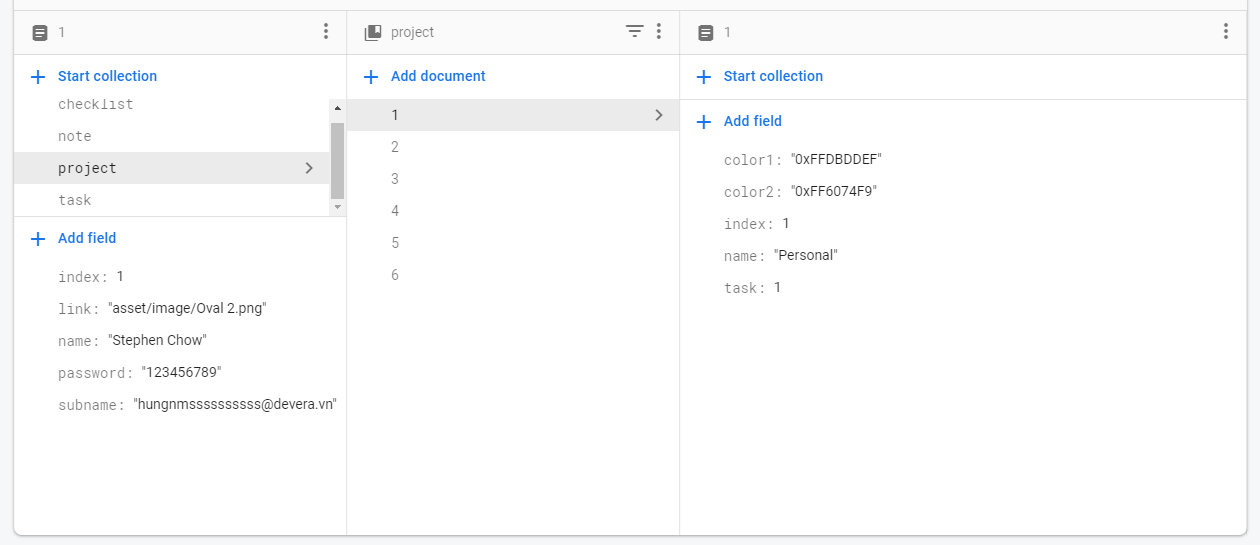 1
Start collection
checklist
note
project
task
Add field
index: 1
link: "asset/image/Oval 2.png"
name: "Stephen Chow"
password: "123456789"
subname: "hungnmssssssssss@devera.vn"
project
Add document
1
2
3
4
5
6
1
Start collection
Add field
color1: "0xFFDBDDEF"
color2: "0xFF6074F9"
index: 1
name: "Personal"
task: 1